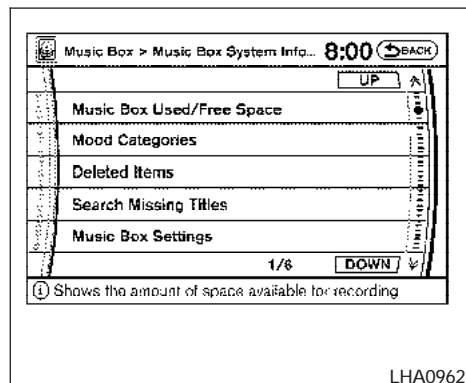 Music Box > Music Box System Info... 8:00 BACK
UP
Music Box Used/Free Space
Mood Categories
Deleted Items
Search Missing Titles
Music Box Settings
1/6 DOWN
i Shows the amount of space available for recording
LHA0962